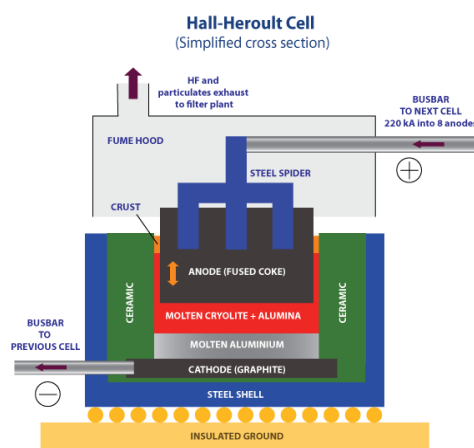 Hall-Heroult Cell
(Simplified cross section)
HF and
particulates exhaust
to filter plant
BUSBAR
TO NEXT CELL
220 kA into 8 anodes
FUME HOOD
STEEL SPIDER
+
CRUST
ANODE (FUSED COKE)
CERAMIC
CERAMIC
MOLTEN CRYOLITE + ALUMINA
BUSBAR
TO
PREVIOUS CELL
MOLTEN ALUMINIUM
CATHODE (GRAPHITE)
−
STEEL SHELL
INSULATED GROUND